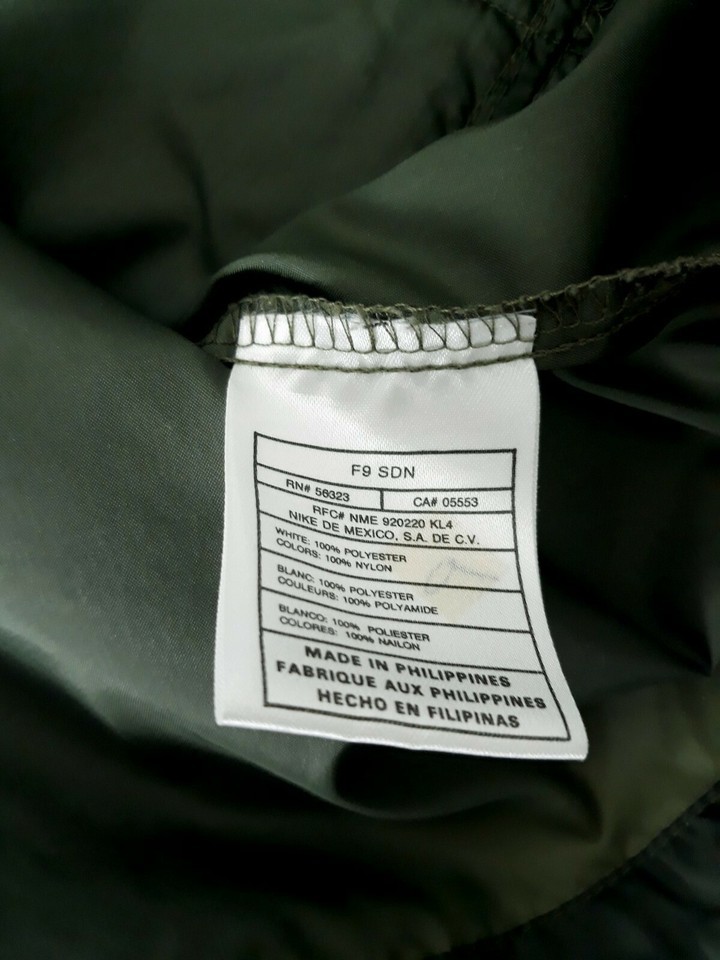 F9 SDN
RN# 56323
CA# 05553
RFC# NME 920220 KL4
NIKE DE MEXICO, S.A. DE C.V.
WHITE: 100% POLYESTER
COLORS: 100% NYLON
BLANC: 100% POLYESTER
COULEURS: 100% POLYAMIDE
BLANCO: 100% POLIESTER
COLORES: 100% NAILON
MADE IN PHILIPPINES
FABRIQUE AUX PHILIPPINES
HECHO EN FILIPINAS